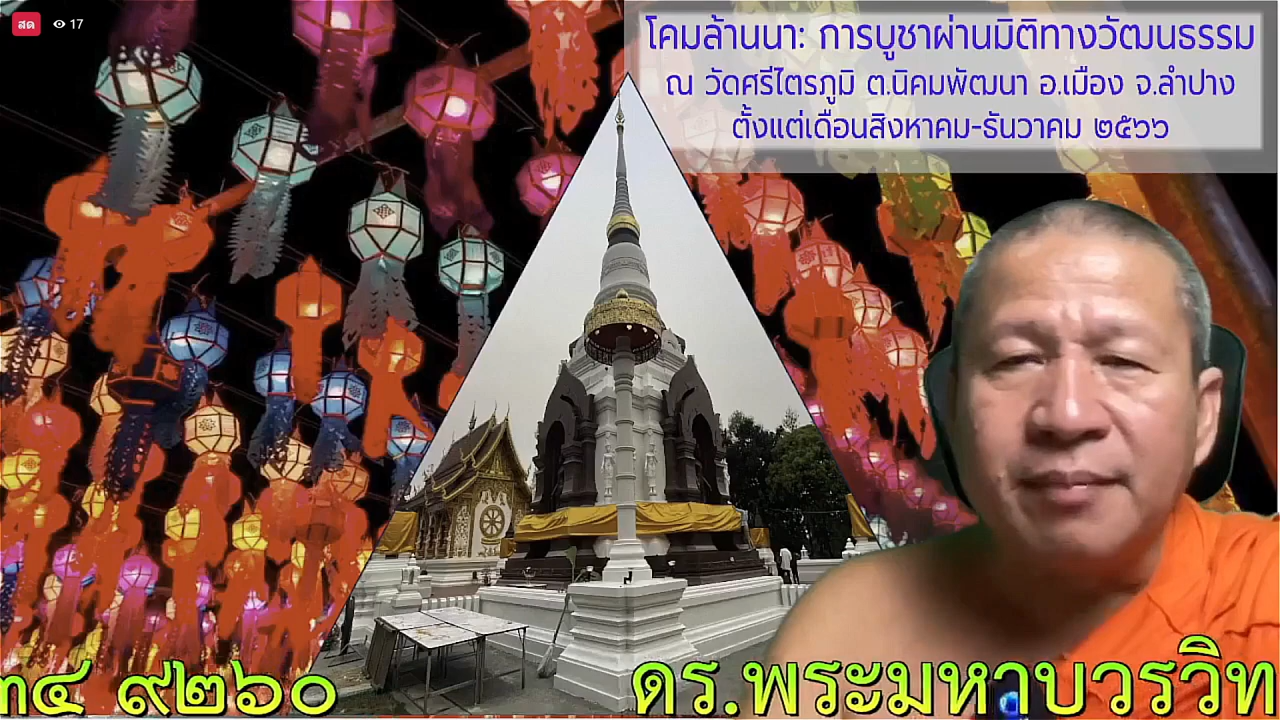 สด 17
โคมล้านนา: การบูชาผ่านมิติทางวัฒนธรรม
ณ วัดศรีไตรภูมิ ต.นิคมพัฒนา อ.เมือง จ.ลำปาง
ตั้งแต่เดือนสิงหาคม-ธันวาคม ๒๕๖๖
๓๔ ๙๒๖๐ ดร.พระมหาบวรวิท